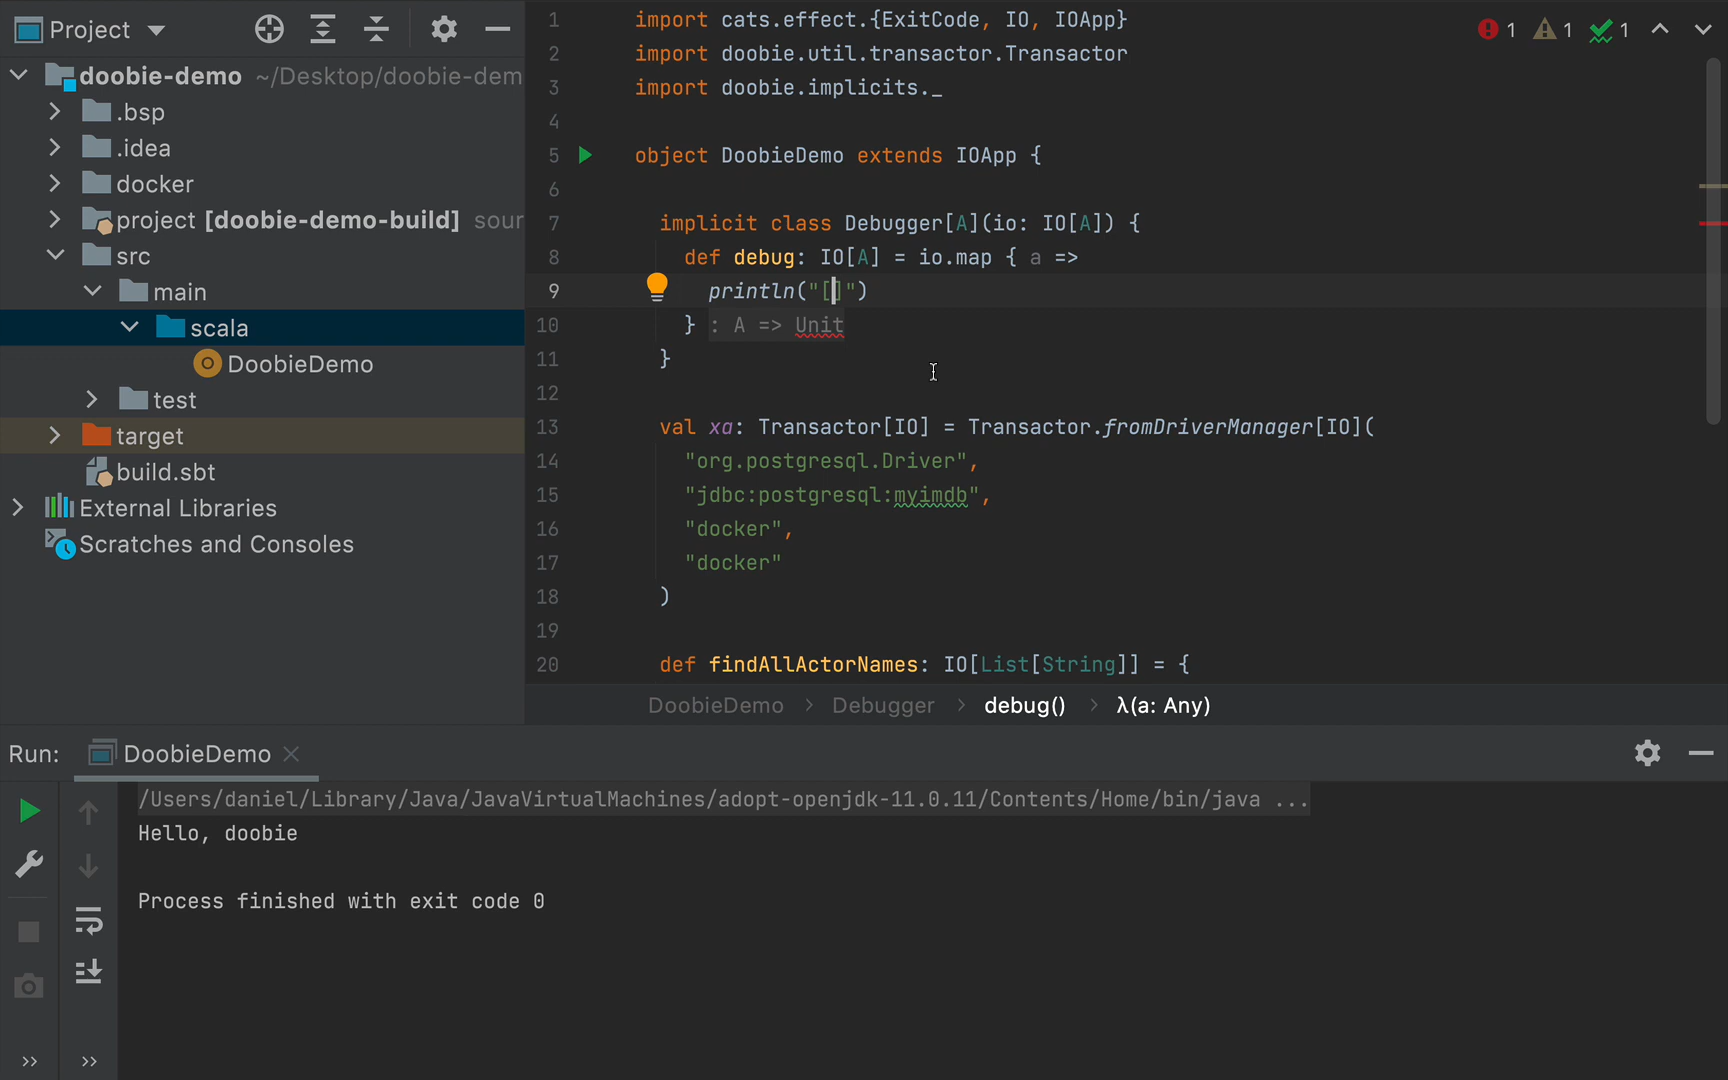 Project
doobie-demo ~/Desktop/doobie-dem
.bsp
.idea
docker
project [doobie-demo-build] sour
src
main
scala
DoobieDemo
test
target
build.sbt
External Libraries
Scratches and Consoles
1 import cats.effect.{ExitCode, IO, IOApp}
2 import doobie.util.transactor.Transactor
3 import doobie.implicits._
4
5 object DoobieDemo extends IOApp {
6
7 implicit class Debugger[A](io: IO[A]) {
8 def debug: IO[A] = io.map { a =>
9 println("[]")
10 } : A => Unit
11 }
12
13 val xa: Transactor[IO] = Transactor.fromDriverManager[IO](
14 "org.postgresql.Driver",
15 "jdbc:postgresql:myimdb",
16 "docker",
17 "docker"
18 )
19
20 def findAllActorNames: IO[List[String]] = {
1 1 1
DoobieDemo > Debugger > debug() > λ(a: Any)
Run: DoobieDemo
/Users/daniel/Library/Java/JavaVirtualMachines/adopt-openjdk-11.0.11/Contents/Home/bin/java ...
Hello, doobie
Process finished with exit code 0